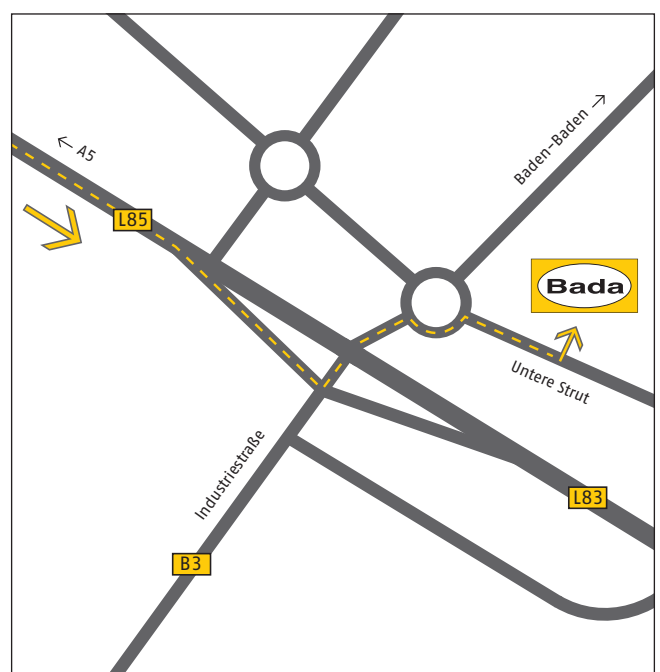 Baden-Baden →
← A5
L85
Bada
Untere Strut
Industriestraße
L83
B3